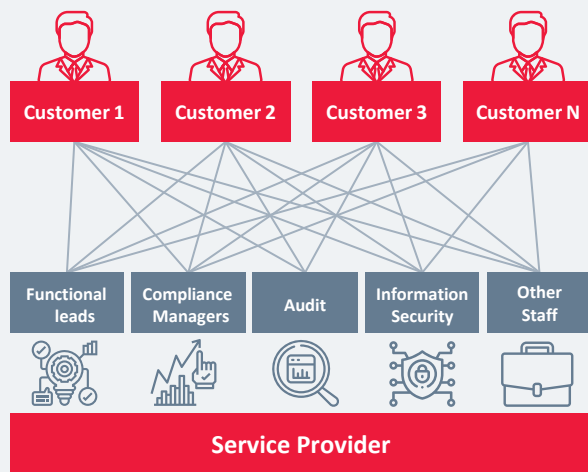 Customer 1
Customer 2
Customer 3
Customer N
Functional
leads
Compliance
Managers
Audit
Information
Security
Other
Staff
Service Provider